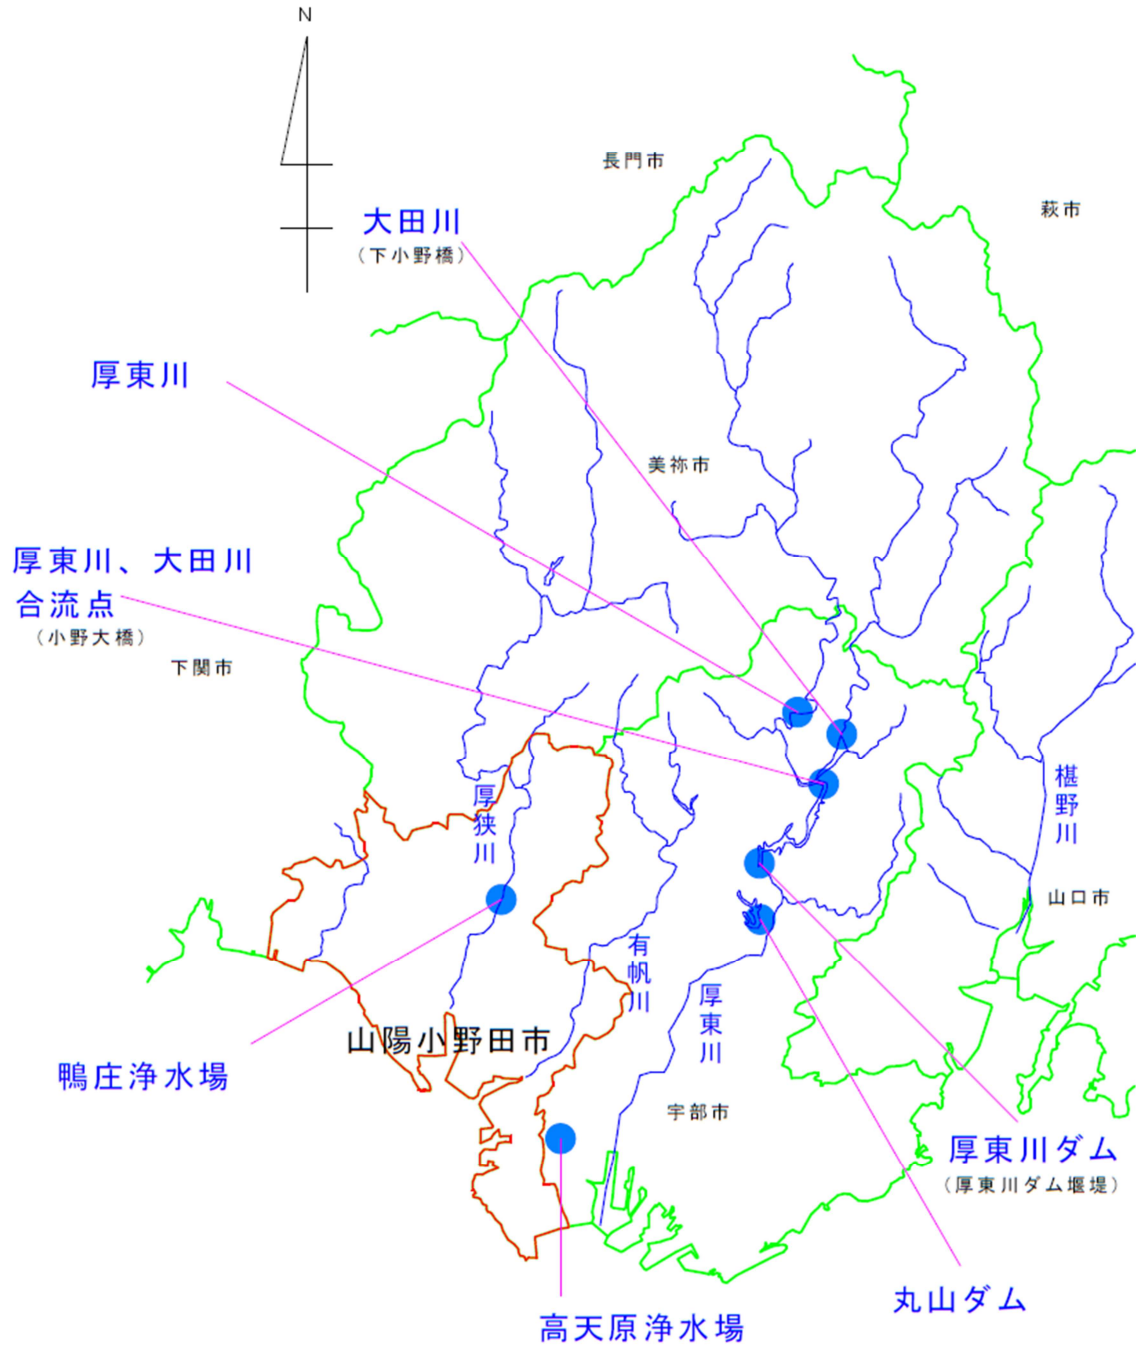 N
長門市
萩市
大田川
（下小野橋）
厚東川
美祢市
厚東川、大田川
合流点
（小野大橋）
下関市
厚狭川
椹野川
山口市
有帆川
厚東川
山陽小野田市
鴨庄浄水場
宇部市
厚東川ダム
（厚東川ダム堰堤）
丸山ダム
高天原浄水場